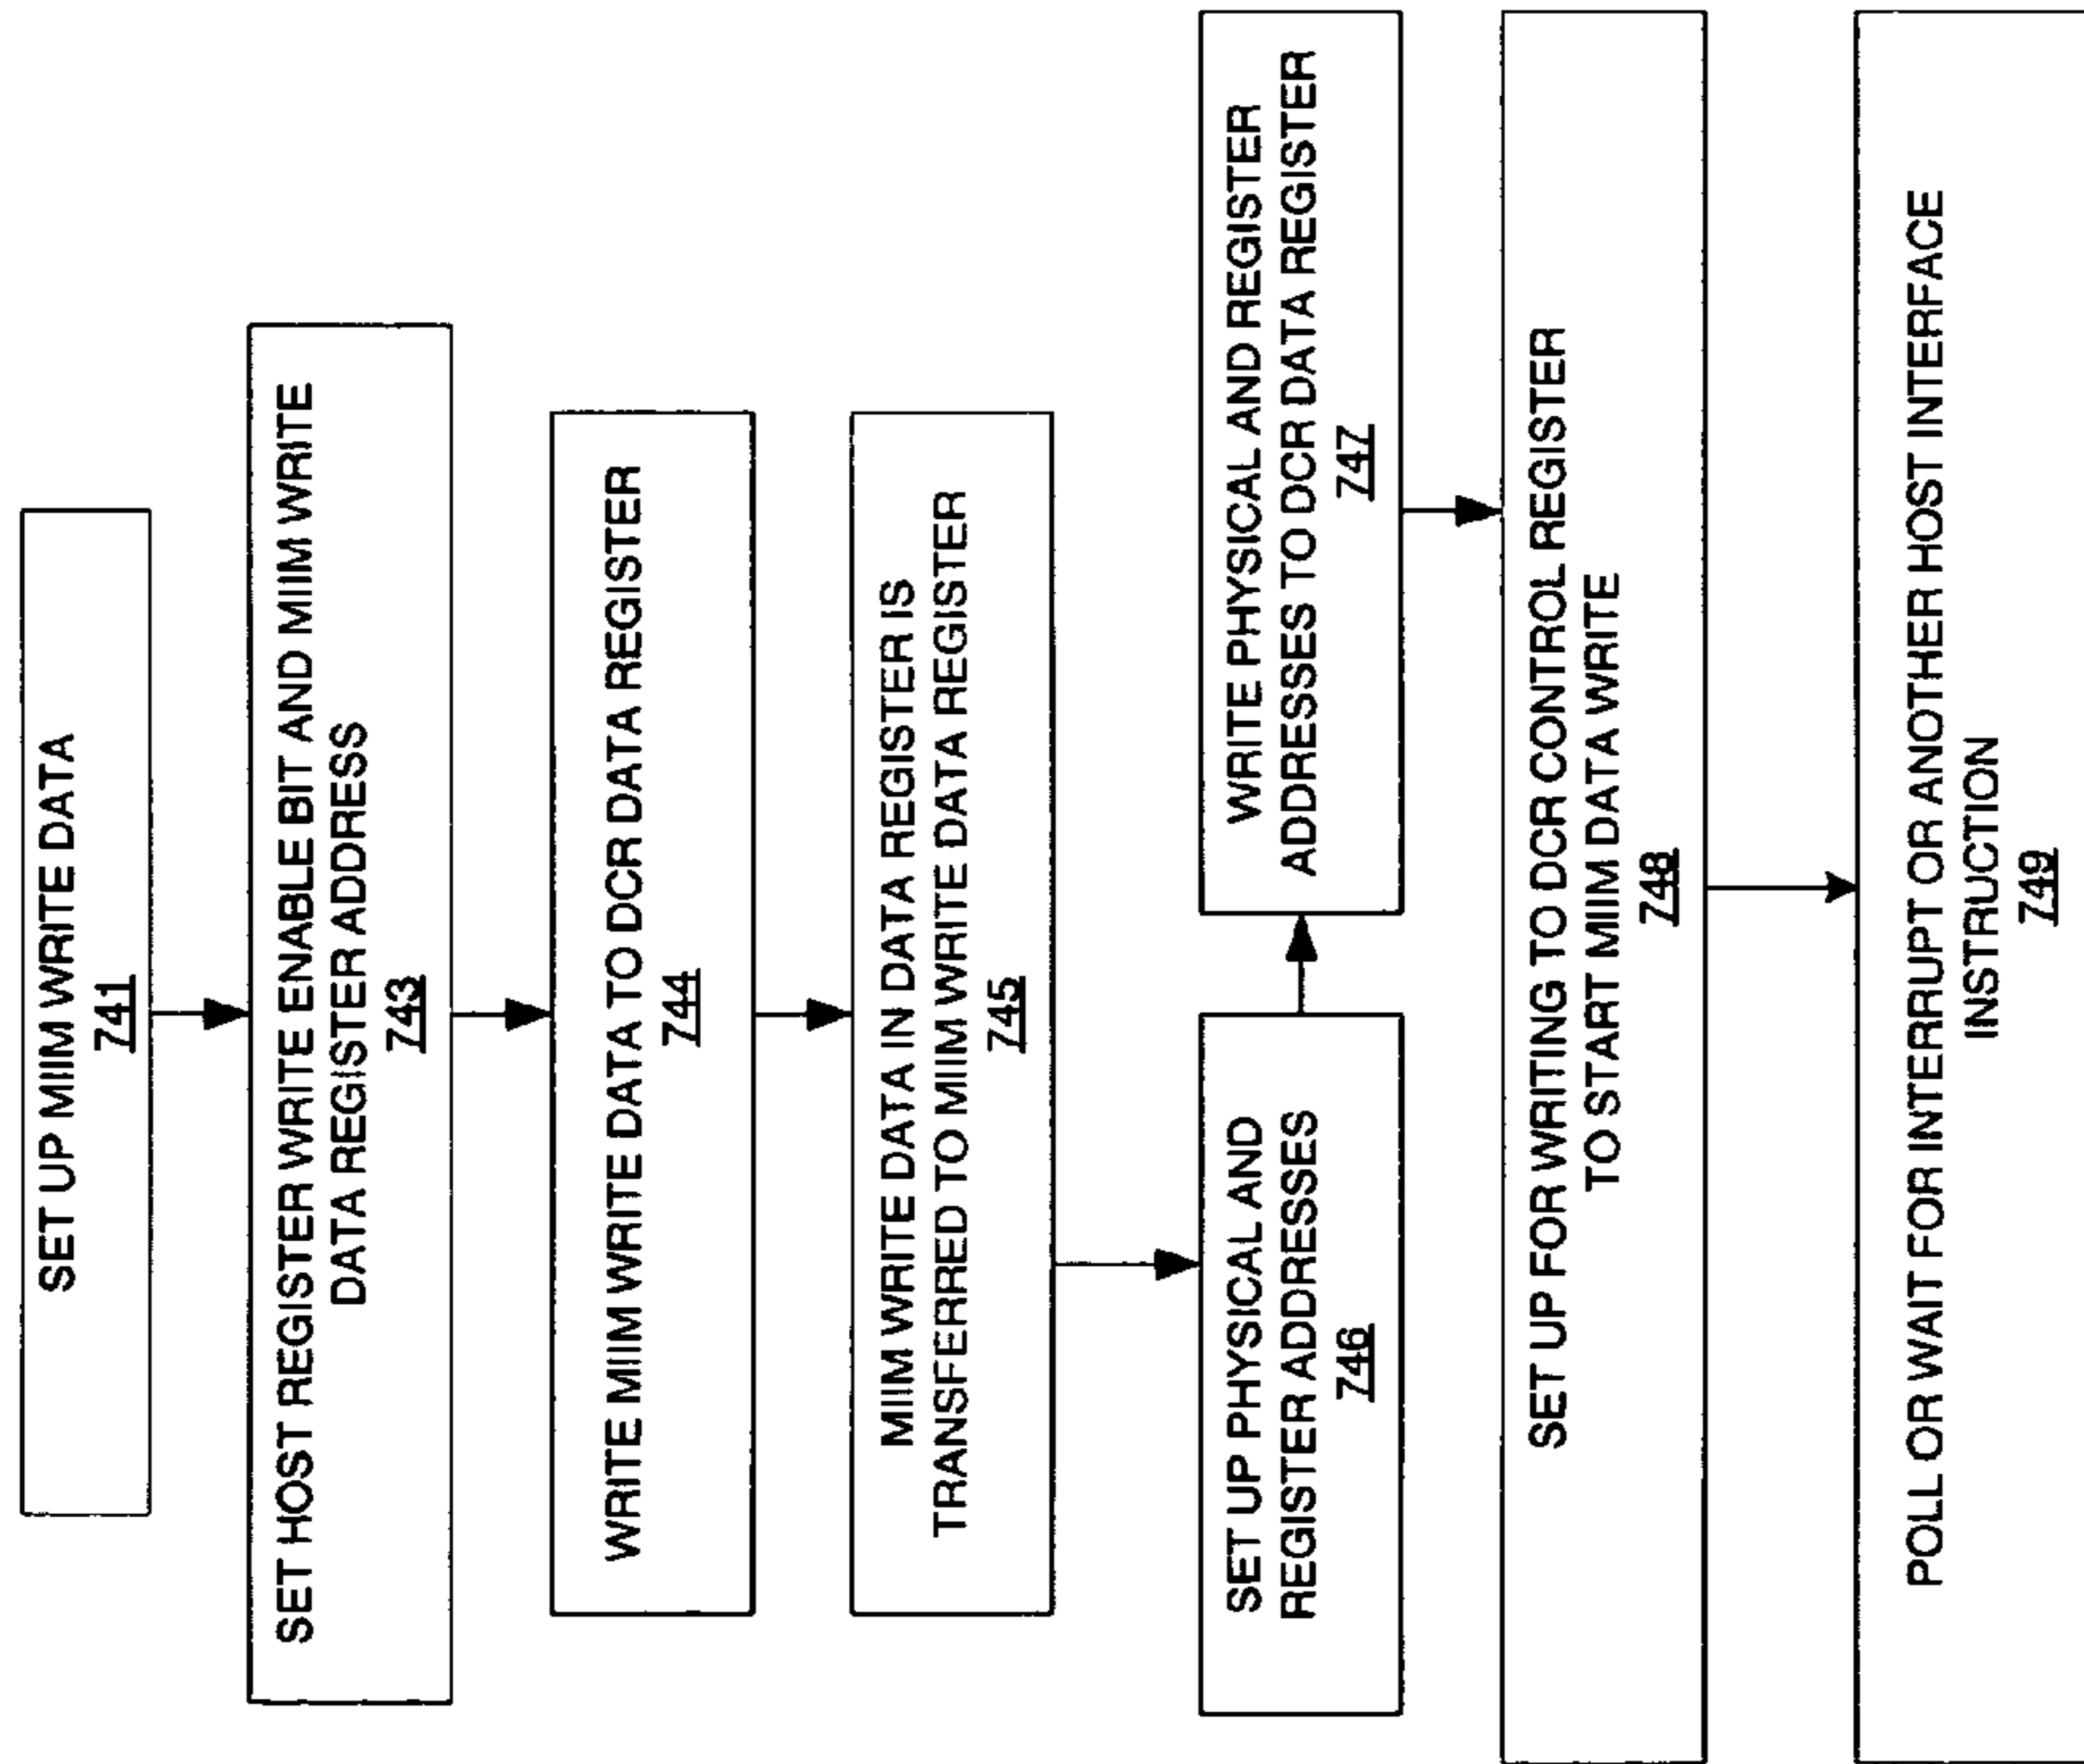 SET UP MIIM WRITE DATA
741
SET HOST REGISTER WRITE ENABLE BIT AND MIIM WRITE
DATA REGISTER ADDRESS
743
WRITE MIIM WRITE DATA TO DCR DATA REGISTER
744
MIIM WRITE DATA IN DATA REGISTER IS
TRANSFERRED TO MIIM WRITE DATA REGISTER
745
SET UP PHYSICAL AND
REGISTER ADDRESSES
746
WRITE PHYSICAL AND REGISTER
ADDRESSES TO DCR DATA REGISTER
747
SET UP FOR WRITING TO DCR CONTROL REGISTER
TO START MIIM DATA WRITE
748
POLL OR WAIT FOR INTERRUPT OR ANOTHER HOST INTERFACE
INSTRUCTION
749